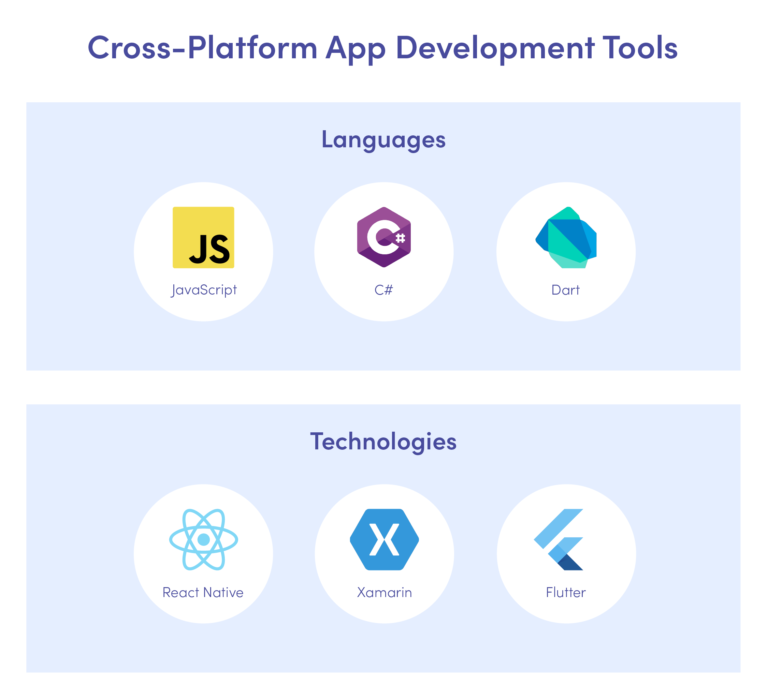 Cross-Platform App Development Tools
Languages
JS
C#
JavaScript
C#
Dart
Technologies
X
React Native
Xamarin
Flutter